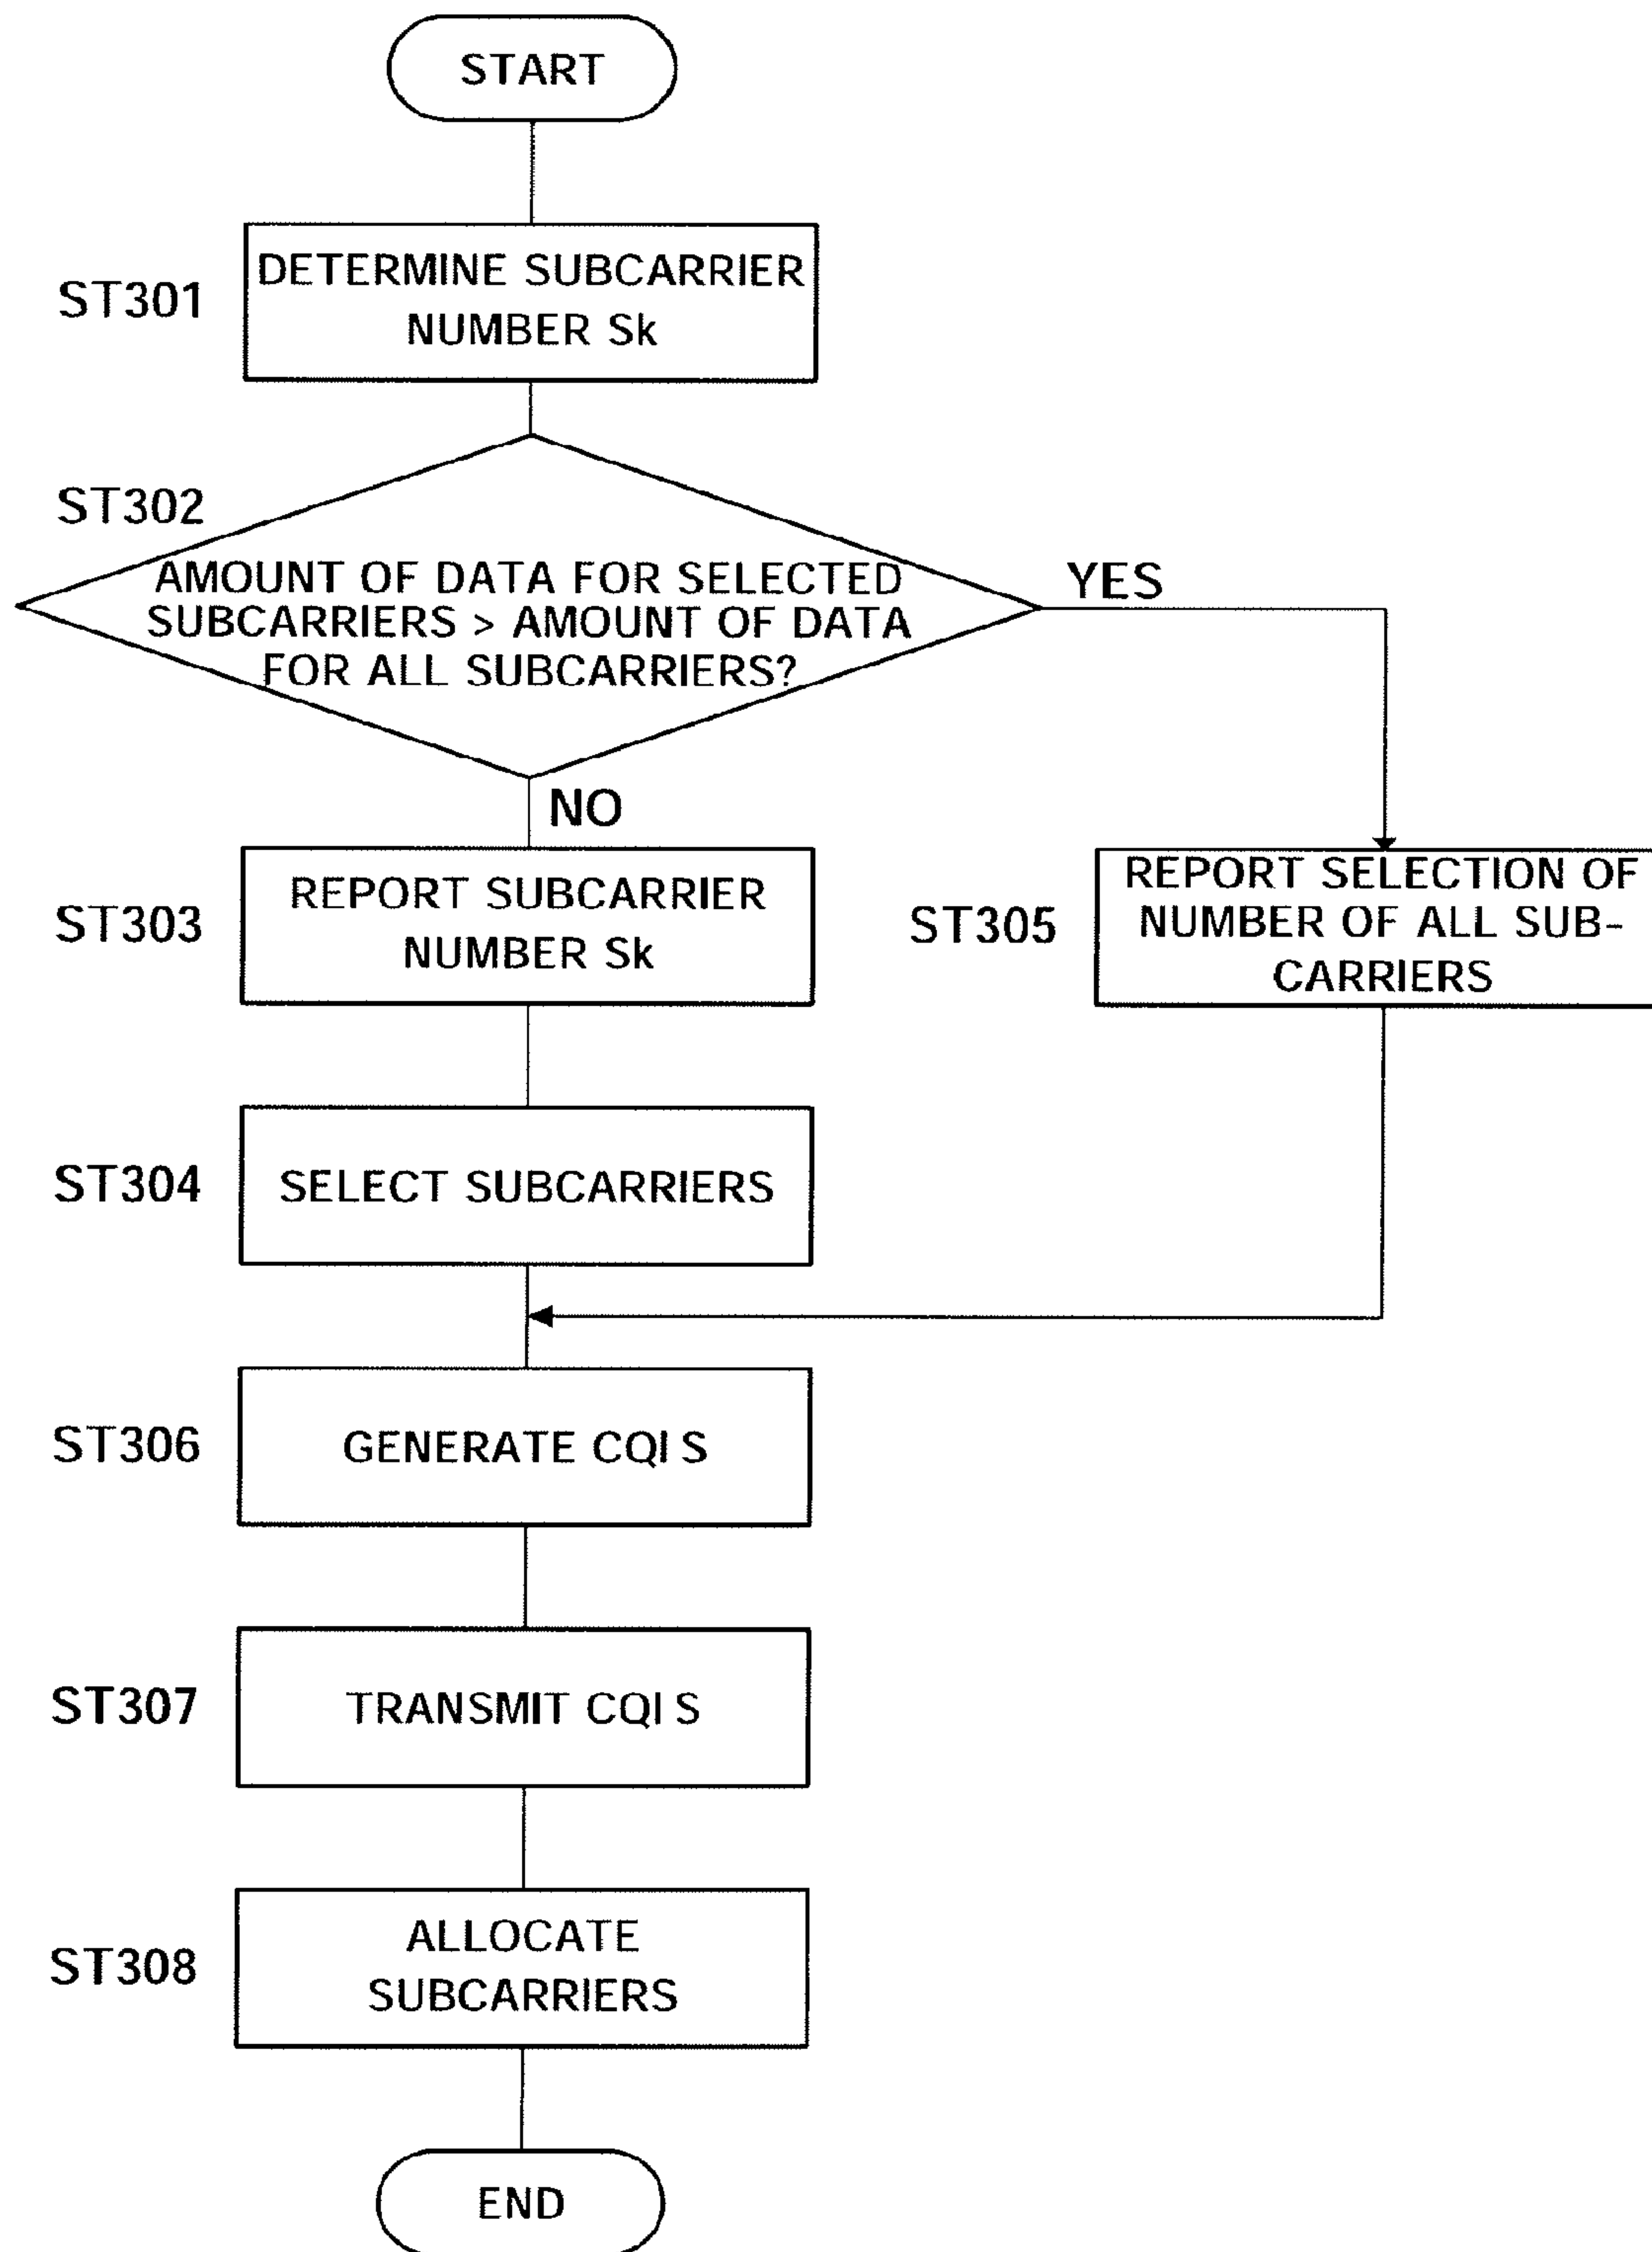 START
ST301
DETERMINE SUBCARRIER
NUMBER Sk
ST302
AMOUNT OF DATA FOR SELECTED
SUBCARRIERS > AMOUNT OF DATA
FOR ALL SUBCARRIERS?
YES
NO
ST303
REPORT SUBCARRIER
NUMBER Sk
ST305
REPORT SELECTION OF
NUMBER OF ALL SUB-
CARRIERS
ST304
SELECT SUBCARRIERS
ST306
GENERATE CQI S
ST307
TRANSMIT CQI S
ST308
ALLOCATE
SUBCARRIERS
END